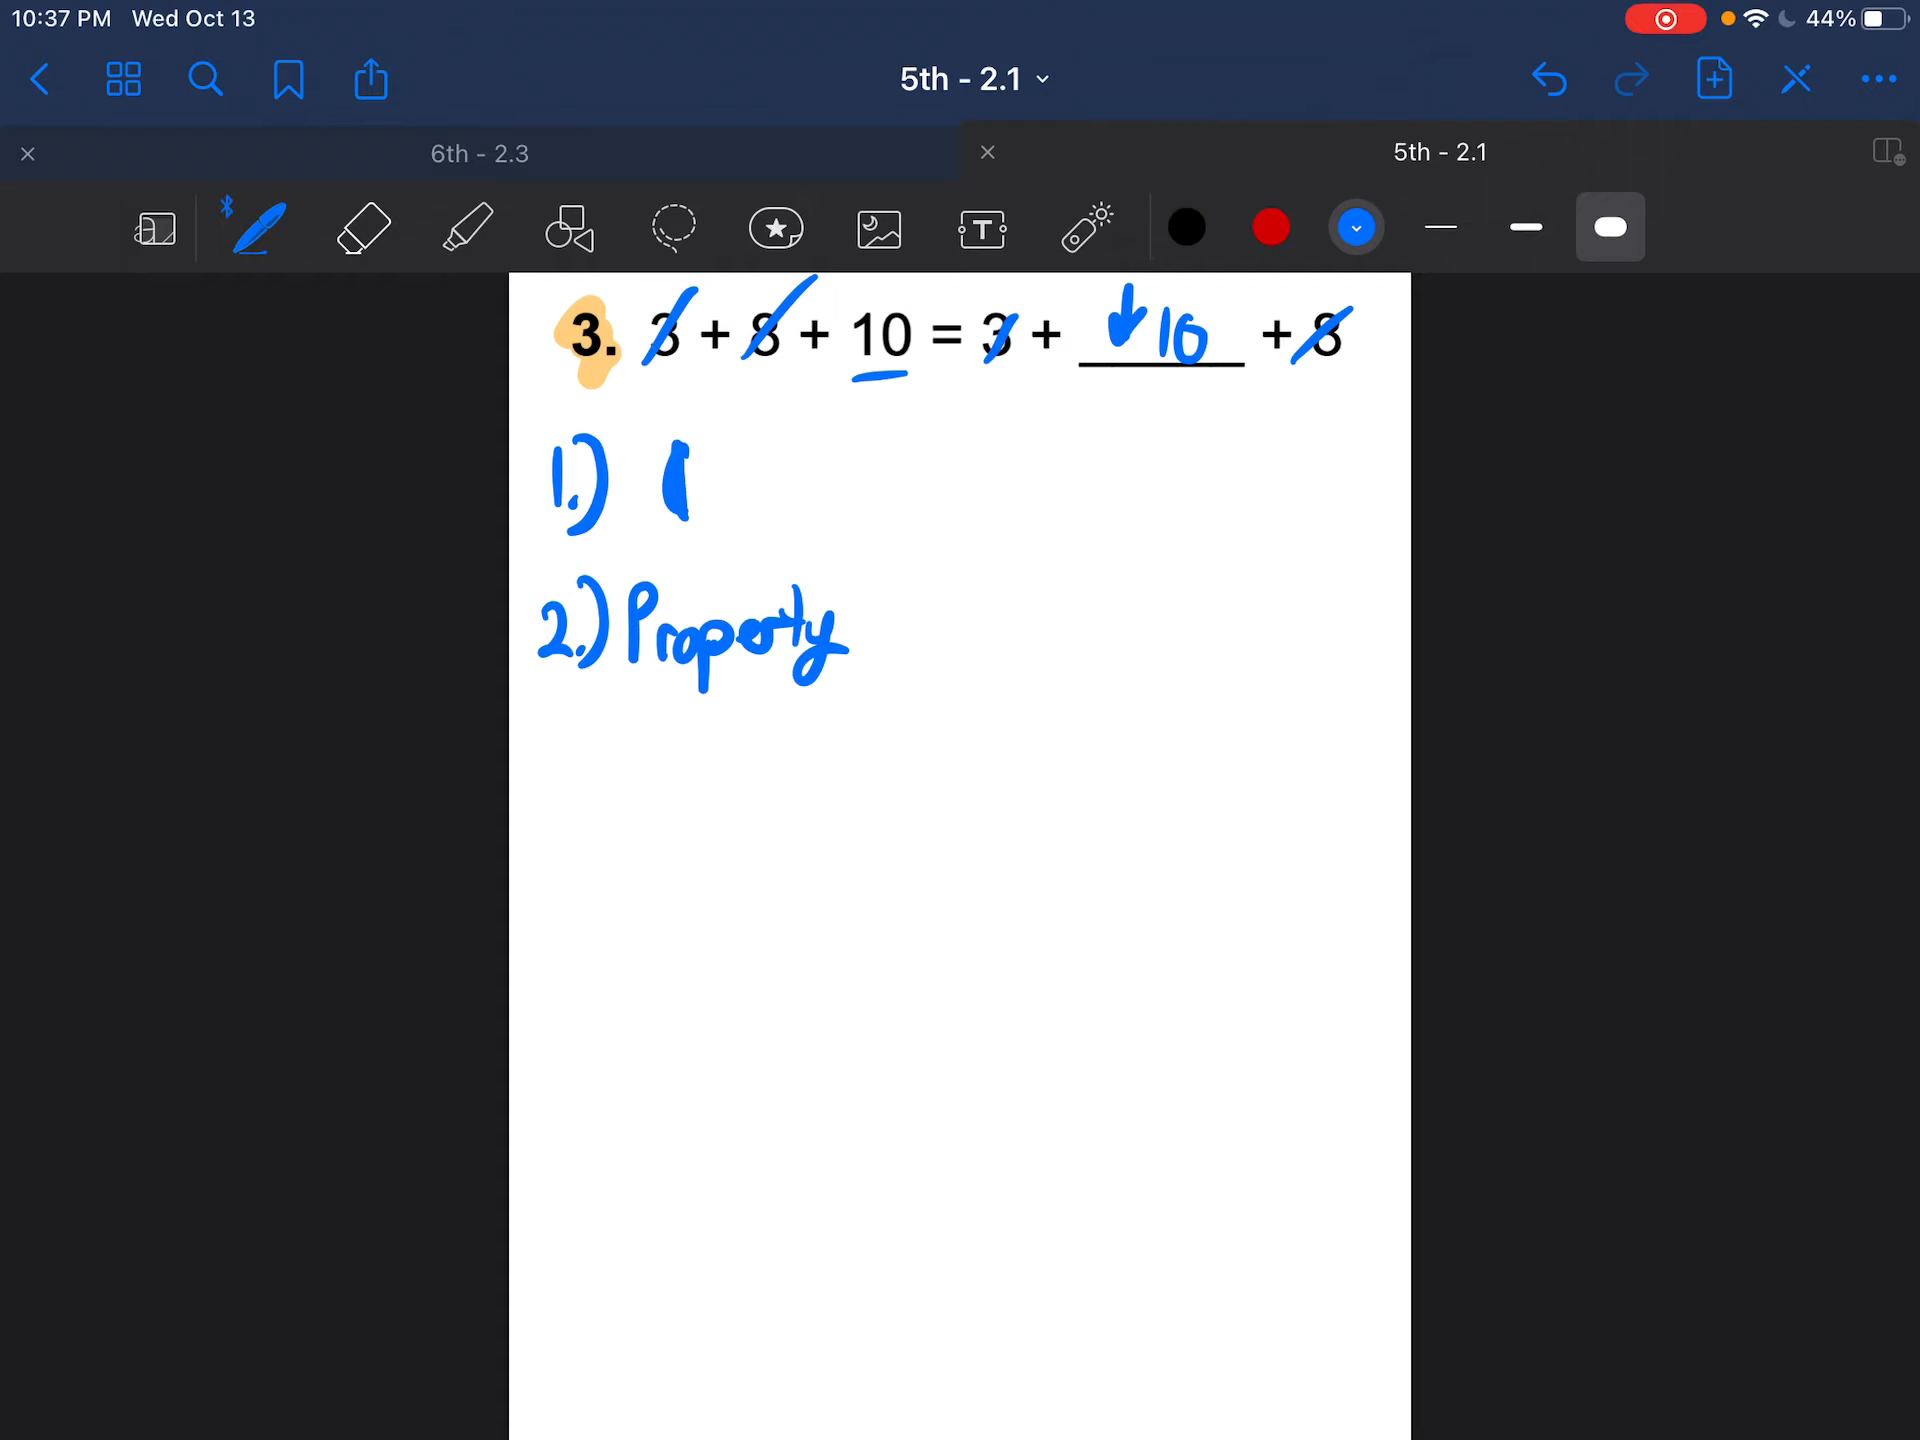 10:37 PM Wed Oct 13 44%
5th - 2.1
6th - 2.3 5th - 2.1
3. 3 + 8 + 10 = 3 + 10 + 8
1.)
2.) Property